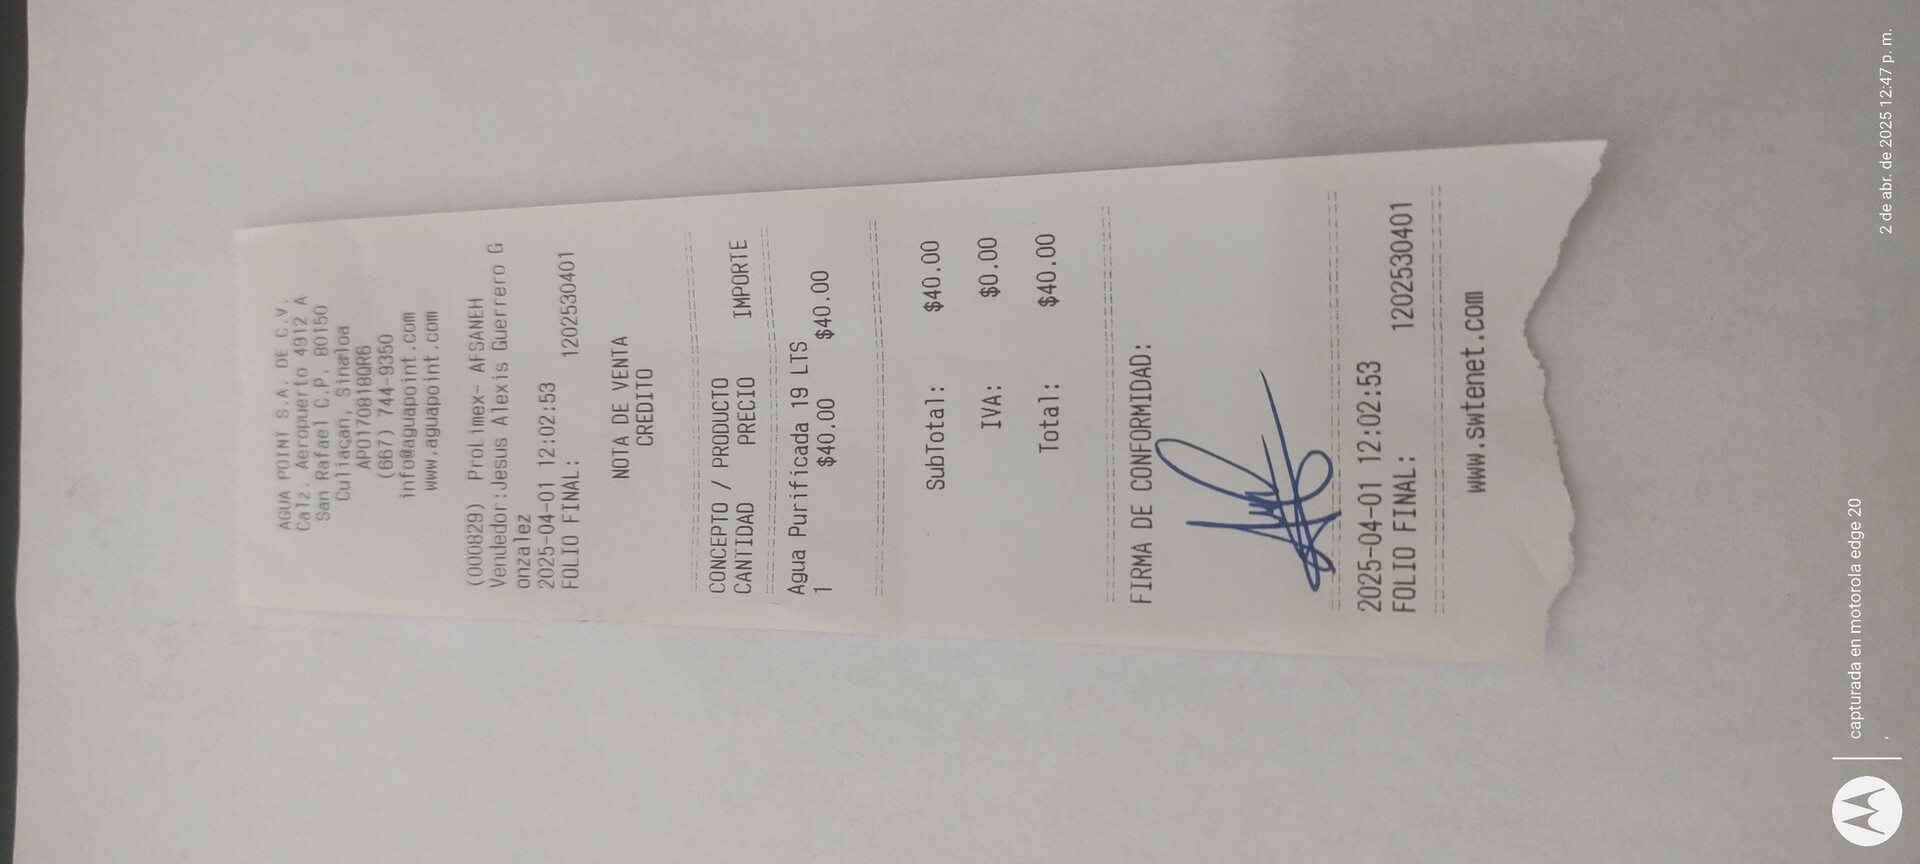 AGUA POINT S.A. DE C.V.
Calz. Aeropuerto 4912 A
San Rafael C.P. 80150
Culiacan, Sinaloa
APO170818QR6
(667) 744-9350
info@aguapoint.com
www.aguapoint.com
(000829) ProLimex- AFSANEH
Vendedor:Jesus Alexis Guerrero G
onzalez
2025-04-01 12:02:53
FOLIO FINAL: 1202530401
NOTA DE VENTA
CREDITO
CONCEPTO / PRODUCTO
CANTIDAD PRECIO IMPORTE
Agua Purificada 19 LTS
1 $40.00 $40.00
SubTotal: $40.00
IVA: $0.00
Total: $40.00
FIRMA DE CONFORMIDAD:
2025-04-01 12:02:53
FOLIO FINAL: 1202530401
www.swtenet.com
capturada en motorola edge 20
,
2 de abr. de 2025 12:47 p. m.